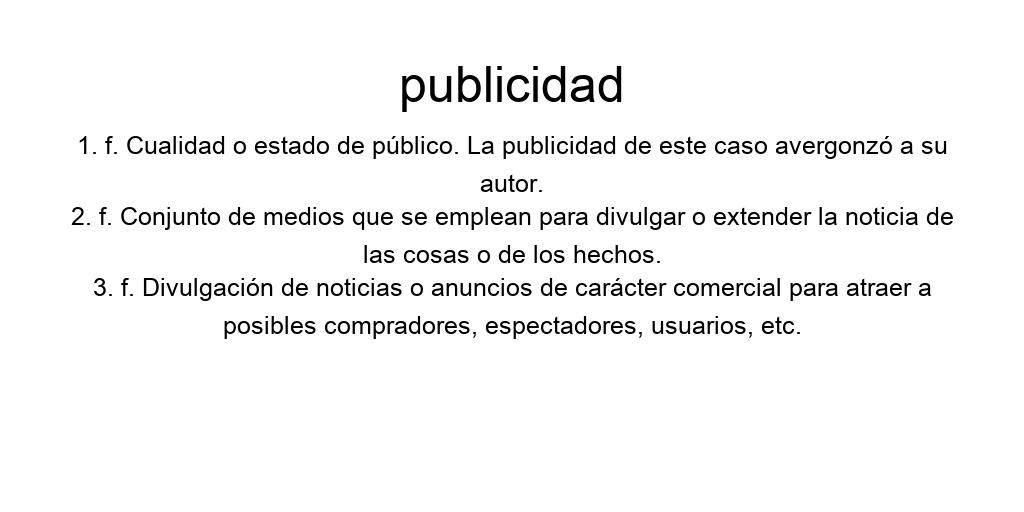 publicidad
1. f. Cualidad o estado de público. La publicidad de este caso avergonzó a su
autor.
2. f. Conjunto de medios que se emplean para divulgar o extender la noticia de
las cosas o de los hechos.
3. f. Divulgación de noticias o anuncios de carácter comercial para atraer a
posibles compradores, espectadores, usuarios, etc.